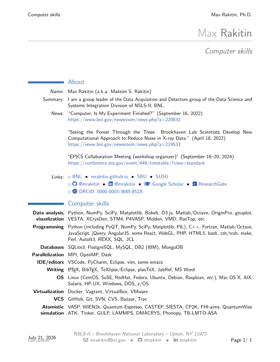 Computer skills Max Rakitin, Ph.D.
Max Rakitin
Computer skills
About
Name: Max Rakitin (a.k.a. Maksim S. Rakitin)
Summary: I am a group leader of the Data Acquisition and Detectors group of the Data Science and
Systems Integration Division of NSLS-II, BNL.
News: "Computer, Is My Experiment Finished?" [September 16, 2022]
https://www.bnl.gov/newsroom/news.php?a=220832
"Seeing the Forest Through the Trees: Brookhaven Lab Scientists Develop New
Computational Approach to Reduce Noise in X-ray Data." [April 18, 2022]
https://www.bnl.gov/newsroom/news.php?a=219533
"EPICS Collaboration Meeting (workshop organizer)" (September 16–20, 2024)
https://conference.sns.gov/event/448/timetable/?view=standard
Links: BNL • mrakitin.github.io • SBU • SUSU
@mrakitin • @mrakitin • Google Scholar • ResearchGate
ORCID: 0000-0003-3685-852X
Computer skills
Data analysis, Python, NumPy, SciPy, Matplotlib, Bokeh, D3.js, Matlab/Octave, OriginPro, gnuplot,
visualization VESTA, XCrysDen, STM4, PWSP, Molden, VMD, RasTop, etc.
Programming Python (including PyQT, NumPy, SciPy, Matplotlib, PIL), C++, Fortran, Matlab/Octave,
JavaScript, jQuery, AngularJS, some React, WebGL, PHP, HTML5, bash, csh/tcsh, make,
Perl, AutoIt3, REXX, SQL, JCL
Databases SQLite3, PostgreSQL, MySQL, DB2 (IBM), MongoDB
Parallelization MPI, OpenMP, Dask
IDE/editors VSCode, PyCharm, Eclipse, vim, some emacs
Writing LaTeX, BibTeX, TeXlipse/Eclipse, plasTeX, JabRef, MS Word
OS Linux (CentOS, SuSE, RedHat, Fedora, Ubuntu, Debian, Raspbian, etc.), Mac OS X, AIX,
Solaris, HP-UX, Windows, DOS, z/OS
Virtualization Docker, Vagrant, VirtualBox, VMware
VCS GitHub, Git, SVN, CVS, Bazaar, Trac
Atomistic VASP, WIEN2k, Quantum Espresso, CASTEP, SIESTA, CP2K, FHI-aims, QuantumWise
simulation ATK, Tinker, GULP, LAMMPS, DMACRYS, Phonopy, TB-LMTO-ASA
NSLS-II – Brookhaven National Laboratory – Upton, NY 11973
July 21, 2026 mrakitin@bnl.gov • mrakitin Page 1/1